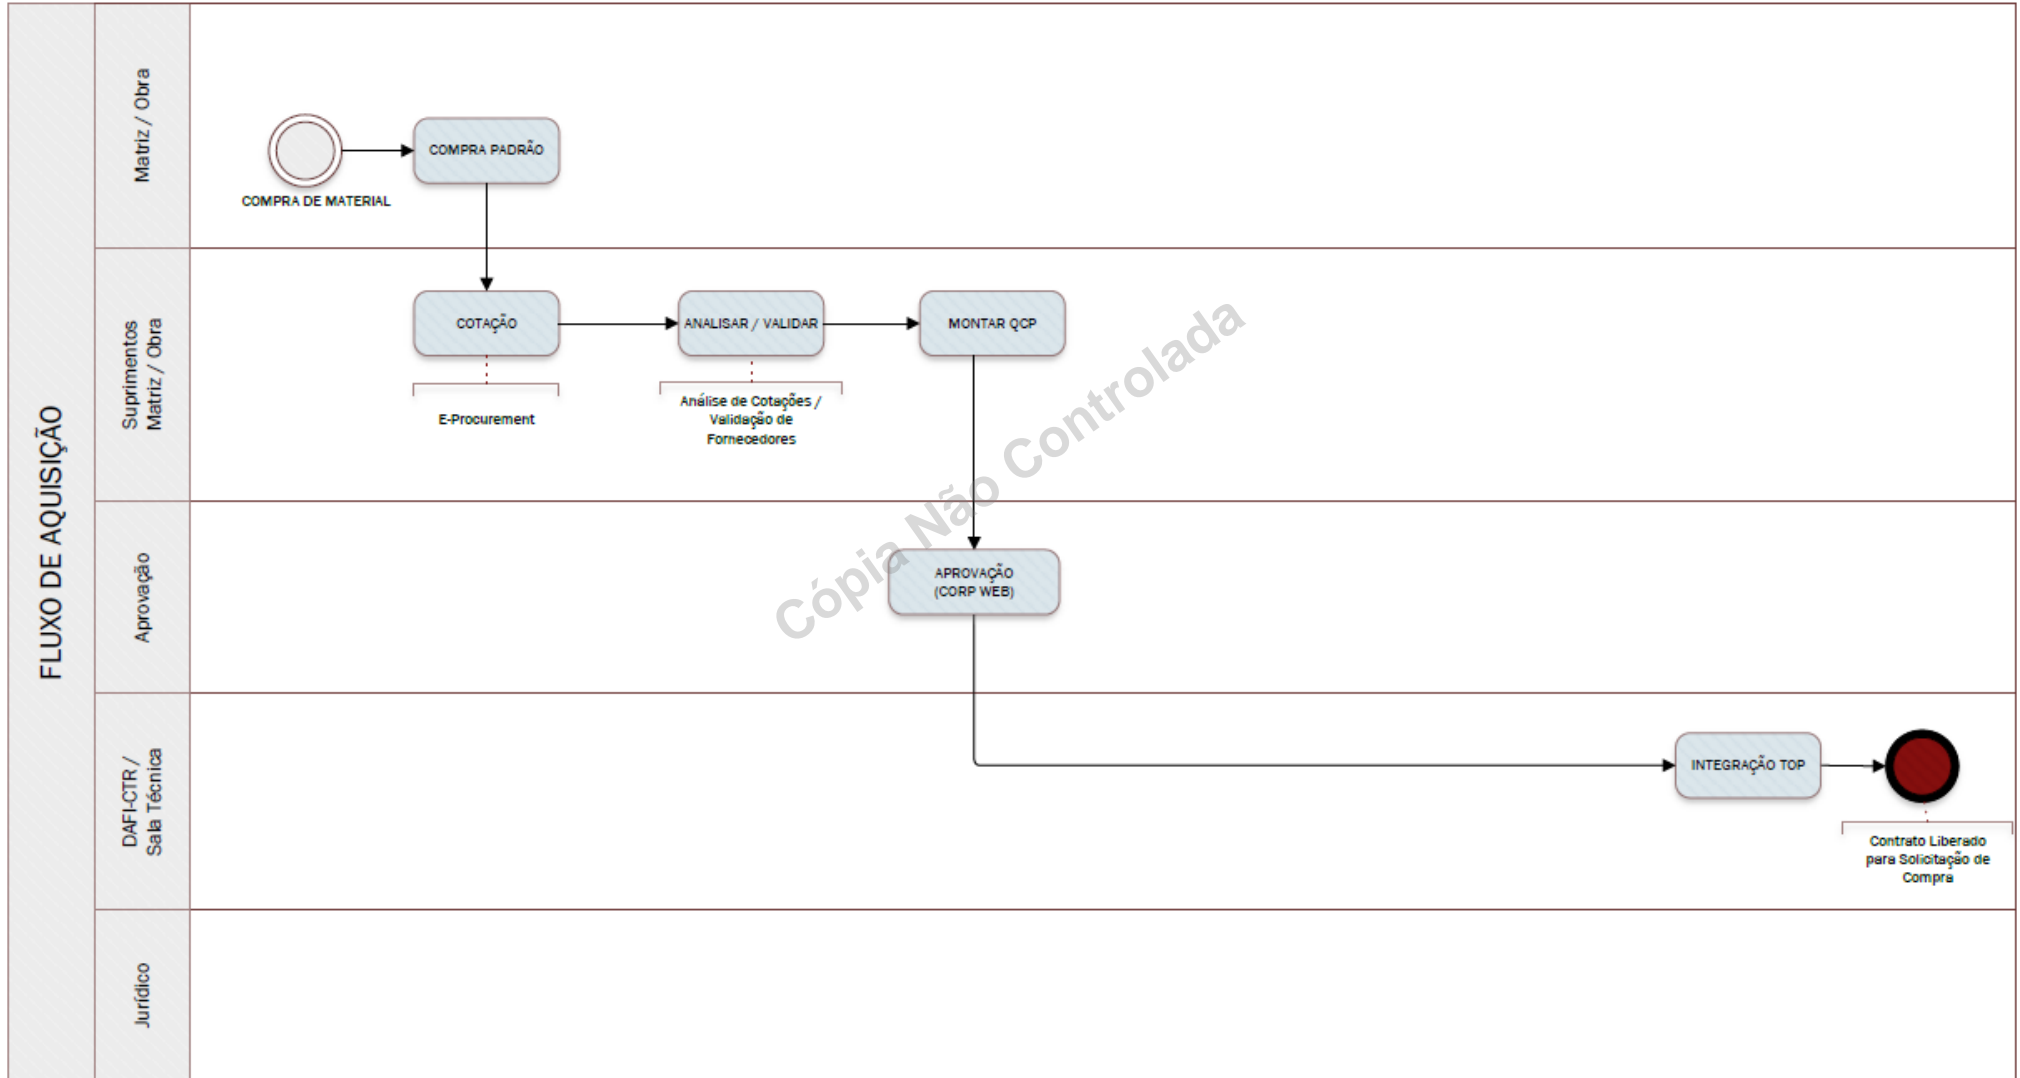 FLUXO DE AQUISIÇÃO
Matriz / Obra
COMPRA DE MATERIAL
COMPRA PADRÃO
Suprimentos
Matriz / Obra
COTAÇÃO
E-Procurement
ANALISAR / VALIDAR
Análise de Cotações /
Validação de
Fornecedores
MONTAR QCP
Cópia Não Controlada
Aprovação
APROVAÇÃO
(CORP WEB)
DAFI-CTR /
Sala Técnica
INTEGRAÇÃO TOP
Contrato Liberado
para Solicitação de
Compra
Jurídico